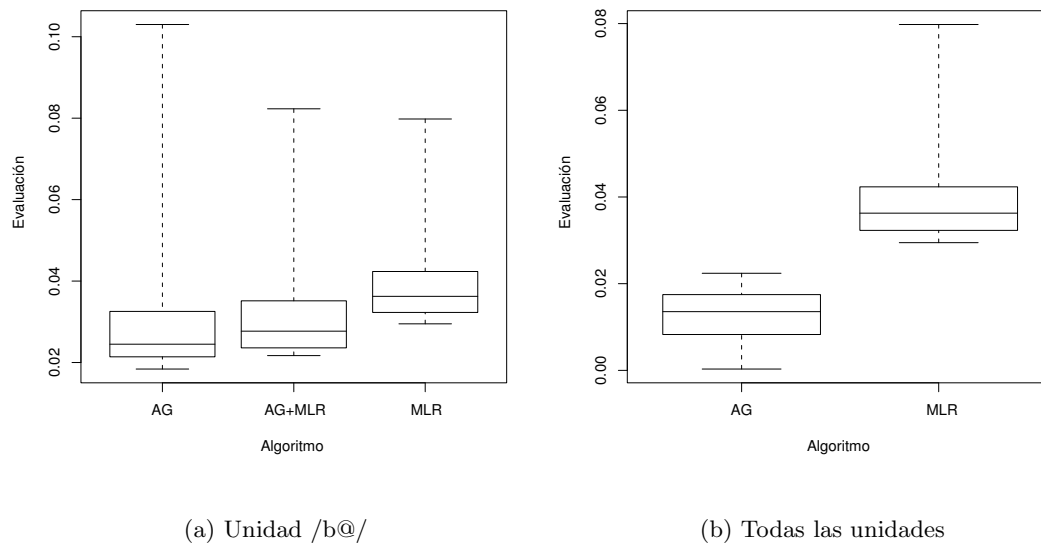 0.10
0.08
0.06
0.04
0.02
Evaluación
AG
AG+MLR
MLR
Algoritmo
(a) Unidad /b@/
0.08
0.06
0.04
0.02
0.00
Evaluación
AG
MLR
Algoritmo
(b) Todas las unidades